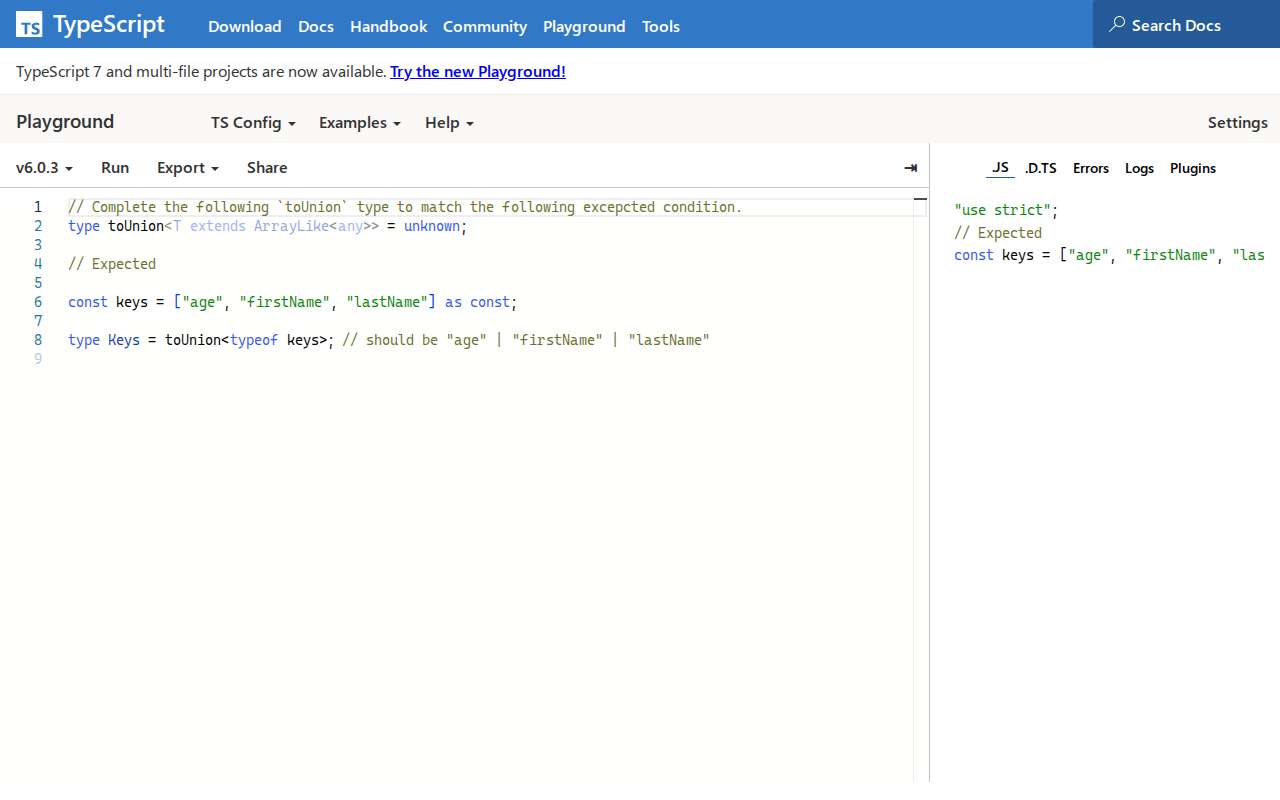 TS TypeScript Download Docs Handbook Community Playground Tools Search Docs
TypeScript 7 and multi-file projects are now available. Try the new Playground!
Playground TS Config Examples Help Settings
v6.0.3 Run Export Share
.JS .D.TS Errors Logs Plugins
1 // Complete the following `toUnion` type to match the following excepcted condition.
2 type toUnion<T extends ArrayLike<any>> = unknown;
3
4 // Expected
5
6 const keys = ["age", "firstName", "lastName"] as const;
7
8 type Keys = toUnion<typeof keys>; // should be "age" | "firstName" | "lastName"
9
"use strict";
// Expected
const keys = ["age", "firstName", "las